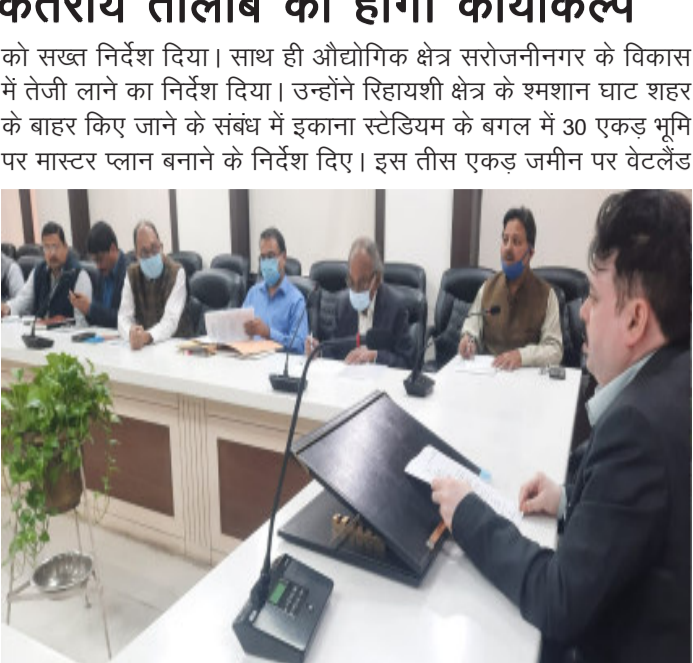 तालाब का होगा कायाकल्प
को सख्त निर्देश दिया। साथ ही औद्योगिक क्षेत्र सरोजनीनगर के विकास
में तेजी लाने का निर्देश दिया। उन्होंने रिहायशी क्षेत्र के श्मशान घाट शहर
के बाहर किए जाने के संबंध में इकाना स्टेडियम के बगल में 30 एकड़ भूमि
पर मास्टर प्लान बनाने के निर्देश दिए। इस तीस एकड़ जमीन पर वेटलैंड